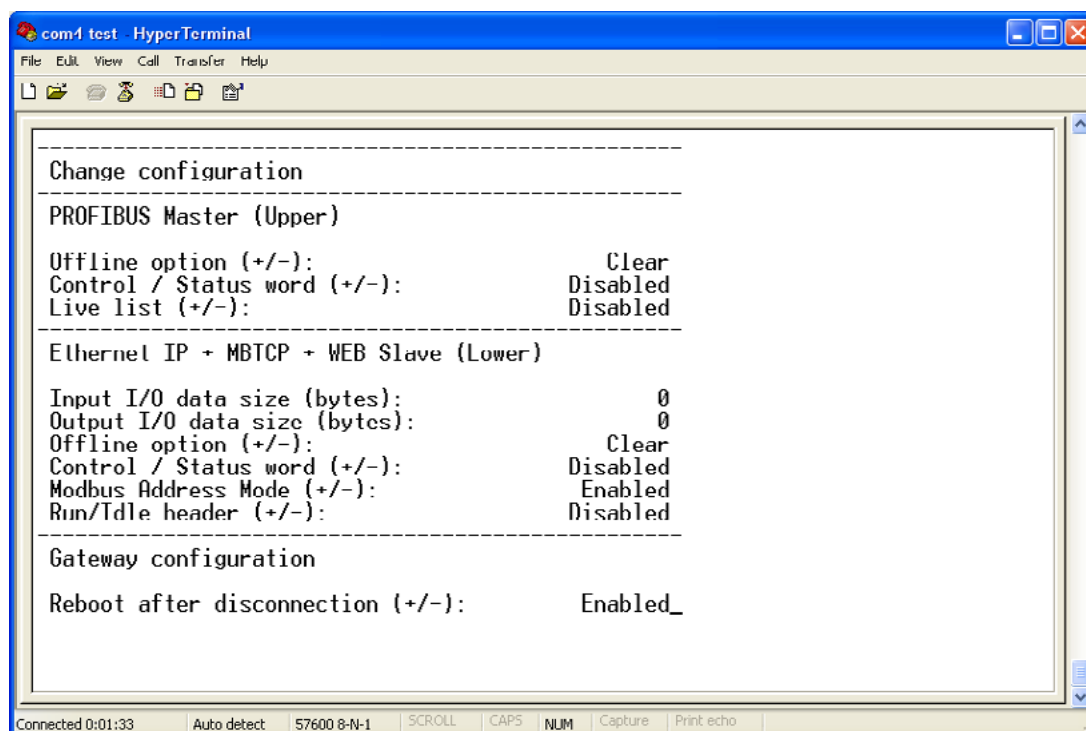 com4 test - HyperTerminal
File Edit View Call Transfer Help
------------------------------------------------------
Change configuration
------------------------------------------------------
PROFIBUS Master (Upper)
Offline option (+/-): Clear
Control / Status word (+/-): Disabled
Live list (+/-): Disabled
------------------------------------------------------
Ethernet IP + MBTCP + WEB Slave (Lower)
Input I/O data size (bytes): 0
Output I/O data size (bytes): 0
Offline option (+/-): Clear
Control / Status word (+/-): Disabled
Modbus Address Mode (+/-): Enabled
Run/Idle header (+/-): Disabled
------------------------------------------------------
Gateway configuration
Reboot after disconnection (+/-): Enabled_
Connected 0:01:33 Auto detect 57600 8-N-1 SCROLL CAPS NUM Capture Print echo